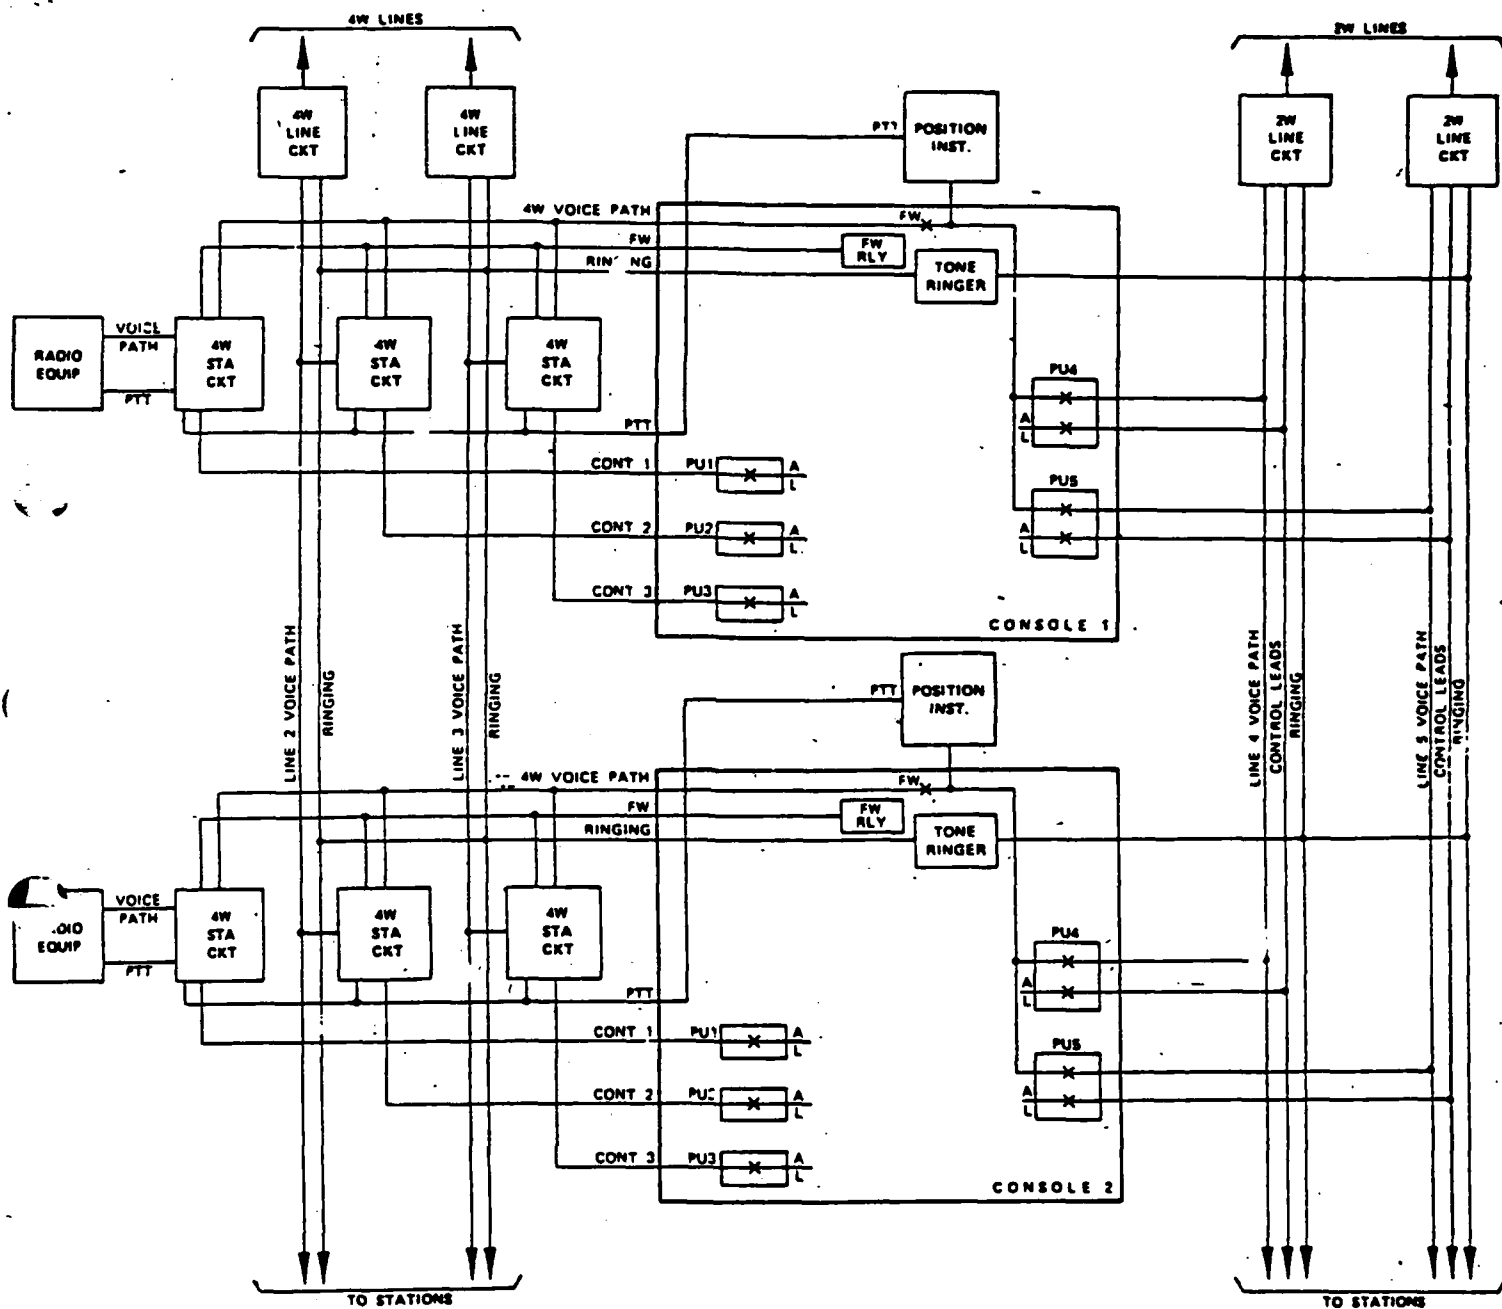 4W LINES
2W LINES
4W
LINE
CKT
4W
LINE
CKT
PTT
POSITION
INST.
2W
LINE
CKT
2W
LINE
CKT
4W VOICE PATH
FW
FW
FW
RLY
TONE
RINGER
RADIO
EQUIP
VOICE
PATH
PTT
4W
STA
CKT
4W
STA
CKT
4W
STA
CKT
PTT
PU4
A
L
CONT 1
PU1
A
L
PU5
A
L
CONT 2
PU2
A
L
CONT 3
PU3
A
L
CONSOLE 1
LINE 2 VOICE PATH
RINGING
LINE 3 VOICE PATH
RINGING
LINE 4 VOICE PATH
CONTROL LEADS
RINGING
LINE 5 VOICE PATH
CONTROL LEADS
RINGING
PTT
POSITION
INST.
4W VOICE PATH
FW
FW
FW
RLY
RINGING
TONE
RINGER
EQUIP
VOICE
PATH
PTT
4W
STA
CKT
4W
STA
CKT
4W
STA
CKT
PTT
PU4
A
L
CONT 1
PU1
A
L
PU5
A
L
CONT 2
A
L
CONT 3
PU3
A
L
CONSOLE 2
TO STATIONS
TO STATIONS